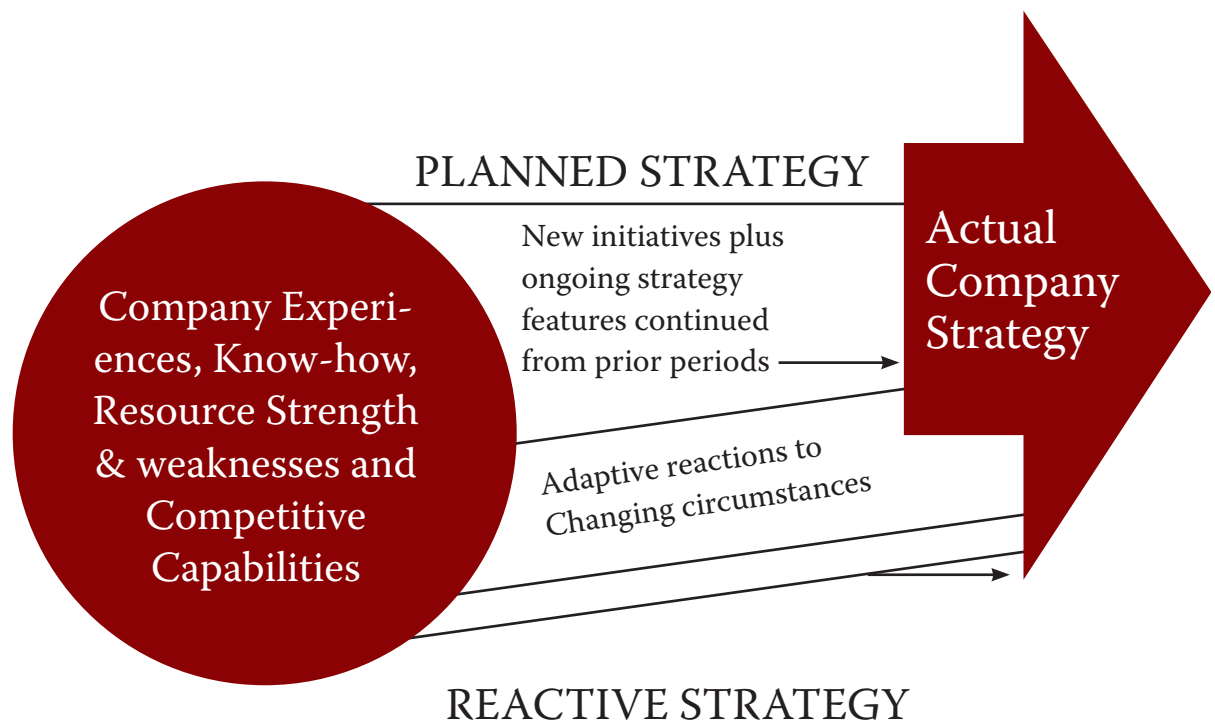 PLANNED STRATEGY
New initiatives plus
ongoing strategy
features continued
from prior periods
Actual
Company
Strategy
Company Experi-
ences, Know-how,
Resource Strength
& weaknesses and
Competitive
Capabilities
Adaptive reactions to
Changing circumstances
REACTIVE STRATEGY